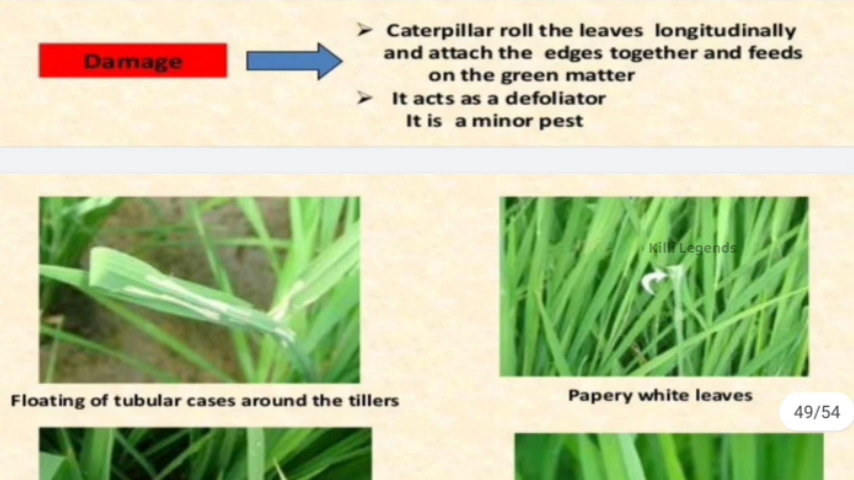 Damage
➢ Caterpillar roll the leaves longitudinally
and attach the edges together and feeds
on the green matter
➢ It acts as a defoliator
It is a minor pest
Killi Legends
Floating of tubular cases around the tillers
Papery white leaves
49/54